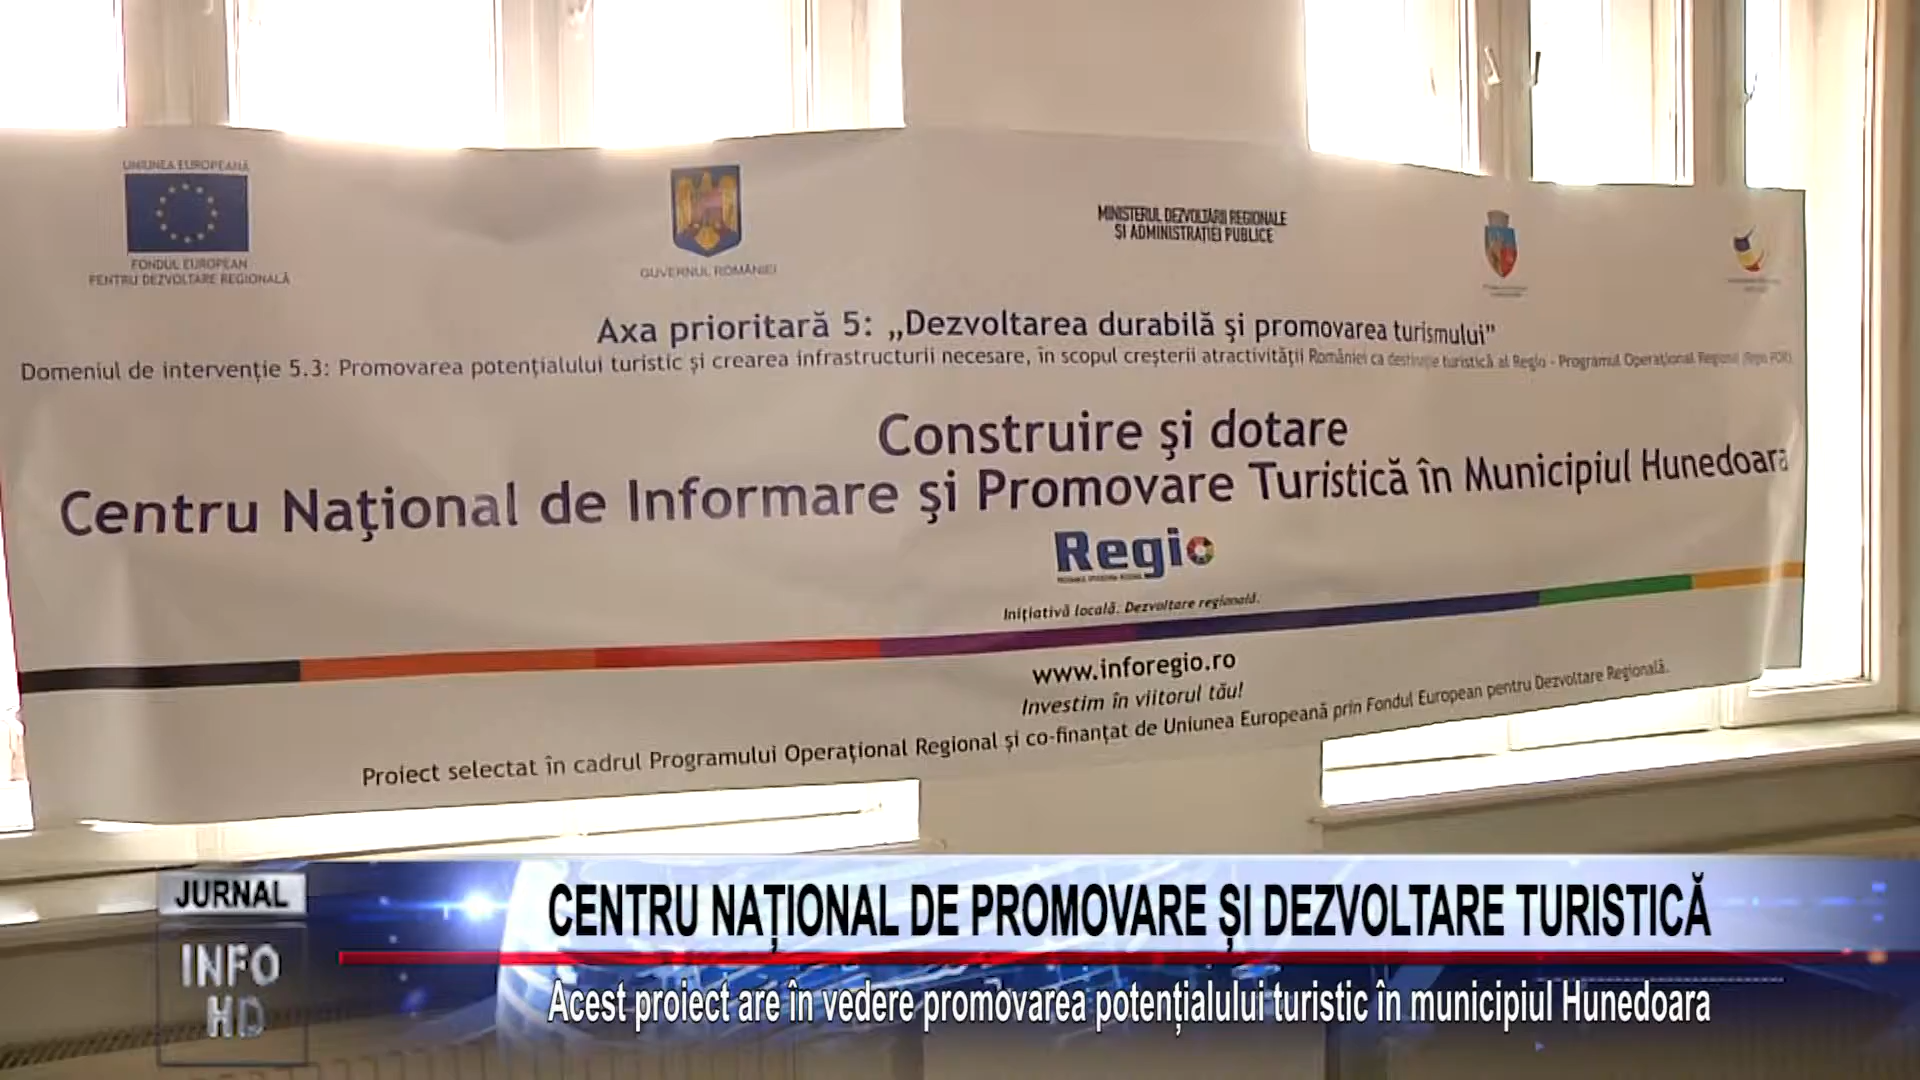 UNIUNEA EUROPEANĂ
FONDUL EUROPEAN
PENTRU DEZVOLTARE REGIONALĂ
GUVERNUL ROMÂNIEI
MINISTERUL DEZVOLTĂRII REGIONALE
ȘI ADMINISTRAȚIEI PUBLICE
Axa prioritară 5: „Dezvoltarea durabilă şi promovarea turismului"
Domeniul de intervenţie 5.3: Promovarea potenţialului turistic şi crearea infrastructurii necesare, în scopul creşterii atractivităţii României ca destinaţie turistică al Regio - Programul Operaţional Regional
Construire şi dotare
Centru Naţional de Informare şi Promovare Turistică în Municipiul Hunedoara
Regio
Iniţiativă locală. Dezvoltare regională.
www.inforegio.ro
Investim în viitorul tău!
Proiect selectat în cadrul Programului Operaţional Regional şi co-finanţat de Uniunea Europeană prin Fondul European pentru Dezvoltare Regională.
JURNAL
INFO
HD
CENTRU NAȚIONAL DE PROMOVARE ȘI DEZVOLTARE TURISTICĂ
Acest proiect are în vedere promovarea potențialului turistic în municipiul Hunedoara